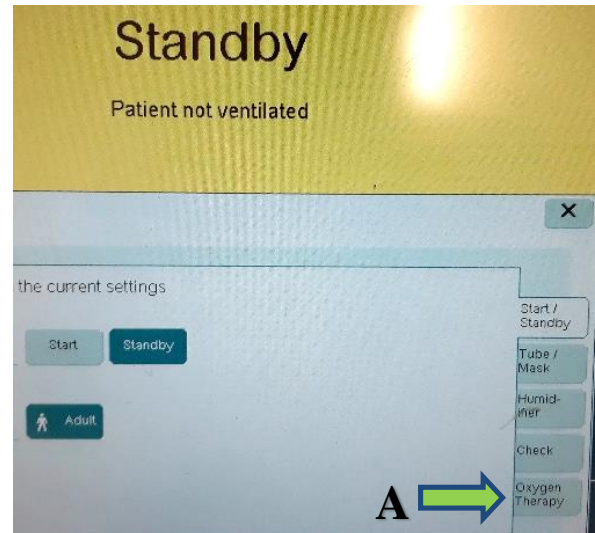 Standby
Patient not ventilated
X
the current settings
Start /
Standby
Start
Standby
Tube /
Mask
Humid-
ifier
Adult
Check
Oxygen
Therapy
A